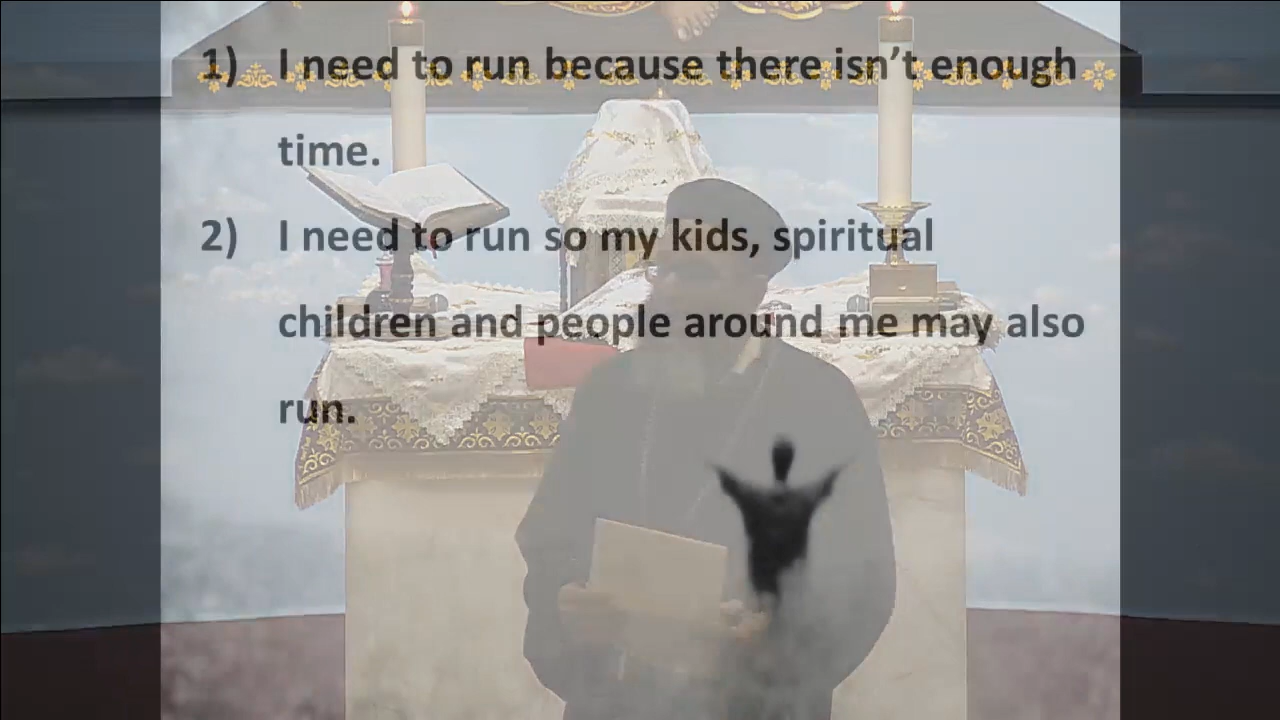 1) I need to run because there isn't enough
time.
2) I need to run so my kids, spiritual
children and people around me may also
run.